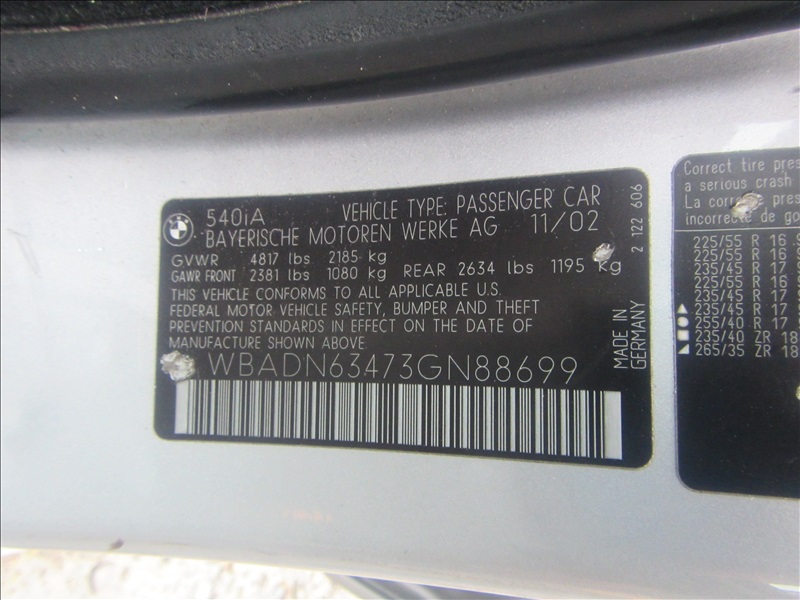 540iA VEHICLE TYPE: PASSENGER CAR
BAYERISCHE MOTOREN WERKE AG 11/02
GVWR 4817 lbs 2185 kg
GAWR FRONT 2381 lbs 1080 kg REAR 2634 lbs 1195 kg
THIS VEHICLE CONFORMS TO ALL APPLICABLE U.S.
FEDERAL MOTOR VEHICLE SAFETY, BUMPER AND THEFT
PREVENTION STANDARDS IN EFFECT ON THE DATE OF
MANUFACTURE SHOWN ABOVE.
WBADN63473GN88699
2 122 606
MADE IN
GERMANY
Correct tire pres
a serious crash
La correc pres
incorrecte de go
225/55 R 16
225/55 R 16
235/45 R 17
225/55 R 16
235/45 R 17
235/45 R 17
255/40 R 17
235/40 ZR 18
265/35 ZR 18